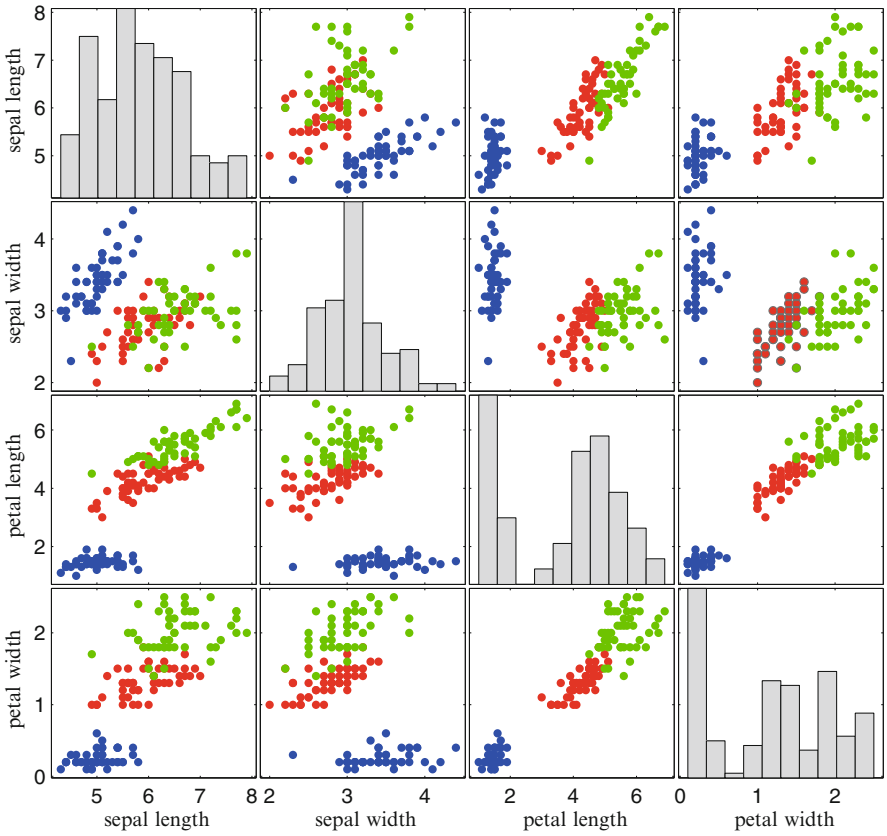 8
7
6
5
sepal length
4
3
2
sepal width
6
4
2
petal length
2
1
0
petal width
5 6 7 8 2 3 4 2 4 6 0 1 2
sepal length sepal width petal length petal width